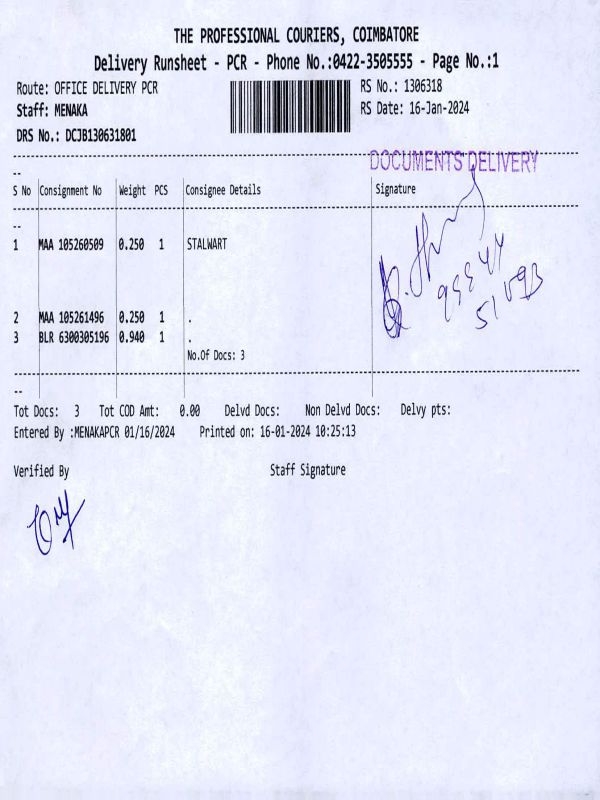 THE PROFESSIONAL COURIERS, COIMBATORE
Delivery Runsheet - PCR - Phone No.:0422-3505555 - Page No.:1
Route: OFFICE DELIVERY PCR RS No.: 1306318
Staff: MENAKA RS Date: 16-Jan-2024
DRS No.: DCJB130631801
DOCUMENTS DELIVERY
S No Consignment No Weight PCS Consignee Details Signature
1 MAA 105260509 0.250 1 STALWART
2 MAA 105261496 0.250 1 .
3 BLR 6300305196 0.940 1 .
No.Of Docs: 3
Tot Docs: 3 Tot COD Amt: 0.00 Delvd Docs: Non Delvd Docs: Delvy pts:
Entered By :MENAKAPCR 01/16/2024 Printed on: 16-01-2024 10:25:13
Verified By Staff Signature